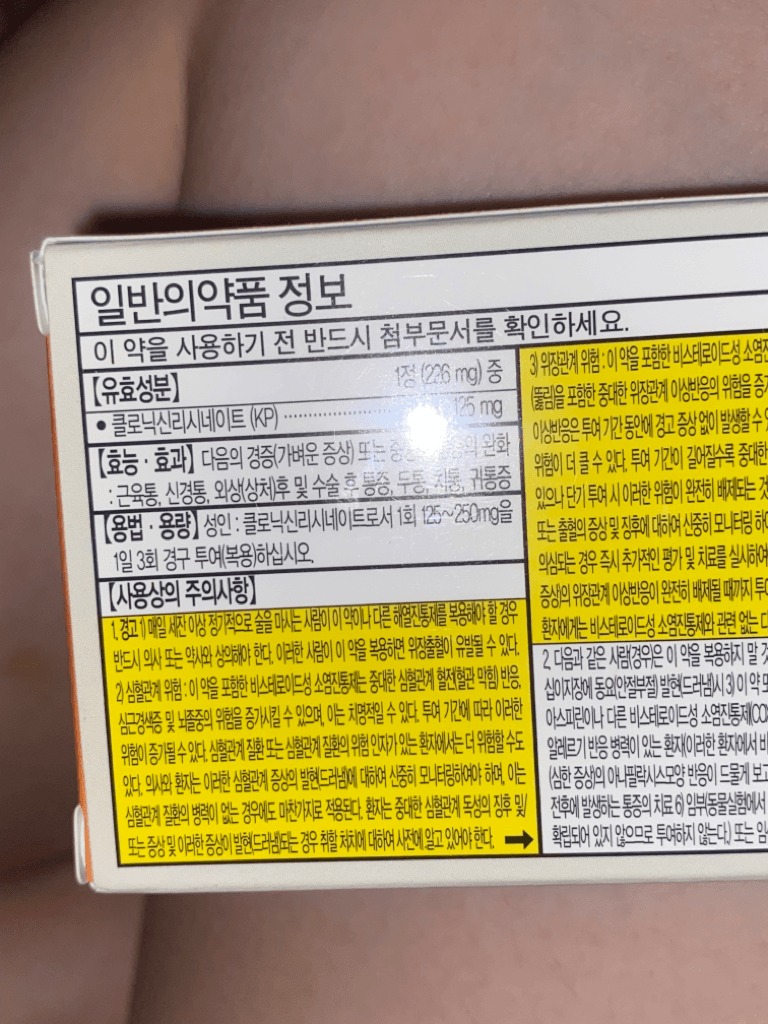 일반의약품 정보
이 약을 사용하기 전 반드시 첨부문서를 확인하세요.
【유효성분】 1정 (226 mg) 중
• 클로닉신리시네이트 (KP) 125 mg
【효능·효과】 다음의 경증(가벼운 증상) 또는 완화
: 근육통, 신경통, 외상(상처)후 및 수술 후 통증, 두통, 치통, 귀통증
【용법·용량】 성인 : 클로닉신리시네이트로서 1회 125~250mg을
1일 3회 경구 투여(복용)하십시오.
【사용상의 주의사항】
1. 경고 1) 매일 세잔 이상 정기적으로 술을 마시는 사람이 이 약이나 다른 해열진통제를 복용해야 할 경우
반드시 의사 또는 약사와 상의해야 한다. 이러한 사람이 이 약을 복용하면 위장출혈이 유발될 수 있다.
2) 심혈관계 위험 : 이 약을 포함한 비스테로이드성 소염진통제는 중대한 심혈관계 혈전(혈관 막힘) 반응,
심근경색증 및 뇌졸중의 위험을 증가시킬 수 있으며, 이는 치명적일 수 있다. 투여 기간에 따라 이러한
위험이 증가될 수 있다. 심혈관계 질환 또는 심혈관계 질환의 위험 인자가 있는 환자에서는 더 위험할 수도
있다. 의사와 환자는 이러한 심혈관계 증상의 발현(드러냄)에 대하여 신중히 모니터링하여야 하며, 이는
심혈관계 질환의 병력이 없는 경우에도 마찬가지로 적용된다. 환자는 중대한 심혈관계 독성의 징후 및/
또는 증상 및 이러한 증상이 발현(드러냄)되는 경우 취할 처치에 대하여 사전에 알고 있어야 한다. →
3) 위장관계 위험 : 이 약을 포함한 비스테로이드성 소염진
(뚫림)을 포함한 중대한 위장관계 이상반응의 위험을 증가
이상반응은 투여 기간 동안에 경고 증상 없이 발생할 수
위험이 더 클 수 있다. 투여 기간이 길어질수록 중대한
있으나 단기 투여 시 이러한 위험이 완전히 배제되는 것
또는 출혈의 증상 및 징후에 대하여 신중히 모니터링 하여
의심되는 경우 즉시 추가적인 평가 및 치료를 실시하여
증상의 위장관계 이상반응이 완전히 배제될 때까지 투
환자에게는 비스테로이드성 소염진통제와 관련 없는 다
2. 다음과 같은 사람(경우)은 이 약을 복용하지 말 것
십이지장에 동요(안절부절) 발현(드러냄)시 3) 이 약 또
아스피린이나 다른 비스테로이드성 소염진통제(COX
알레르기 반응 병력이 있는 환자(이러한 환자에서 비
(심한 증상의 아나필락시스모양 반응이 드물게 보고
전후에 발생하는 통증의 치료 6) 임부(동물실험에서
확립되어 있지 않으므로 투여하지 않는다.) 또는 임